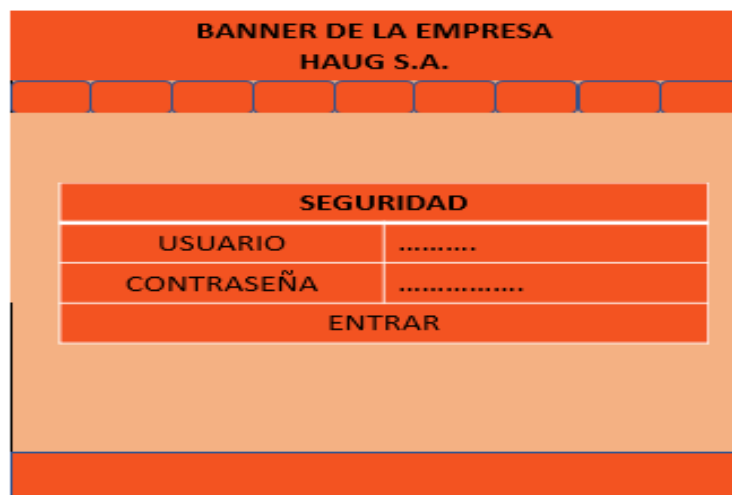 BANNER DE LA EMPRESA
HAUG S.A.
SEGURIDAD
USUARIO ..........
CONTRASEÑA ...............
ENTRAR